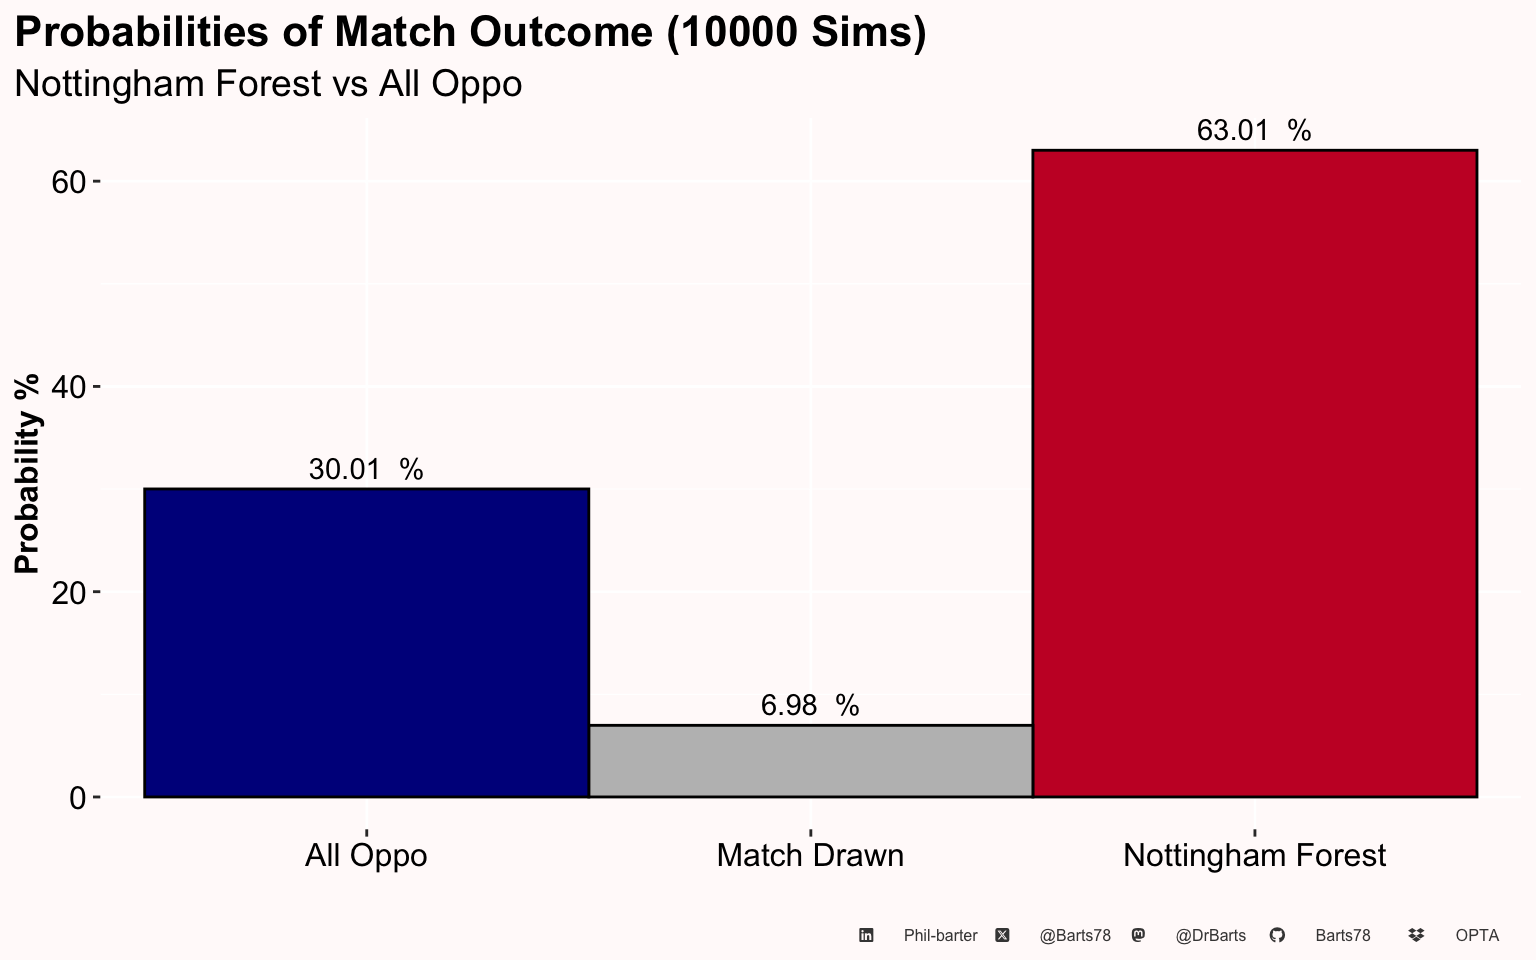 Probabilities of Match Outcome (10000 Sims)
Nottingham Forest vs All Oppo
Probability %
60
40
20
0
30.01 %
6.98 %
63.01 %
All Oppo
Match Drawn
Nottingham Forest
Phil-barter @Barts78 @DrBarts Barts78 OPTA